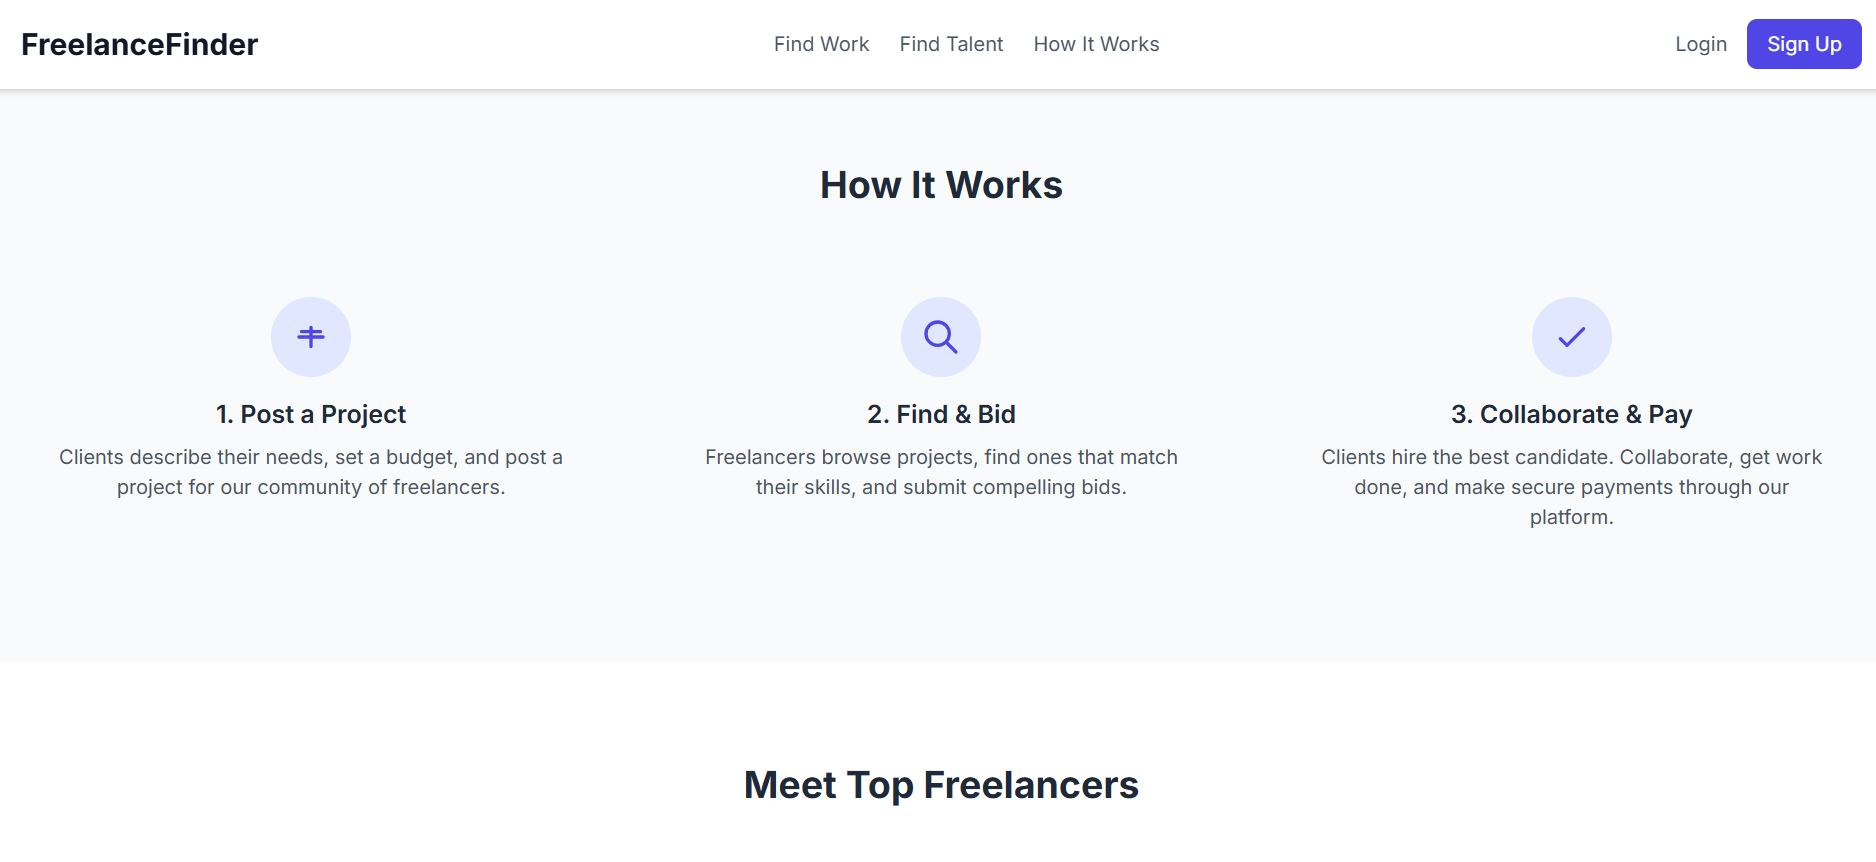 FreelanceFinder
Find Work
Find Talent
How It Works
Login
Sign Up
How It Works
1. Post a Project
Clients describe their needs, set a budget, and post a
project for our community of freelancers.
2. Find & Bid
Freelancers browse projects, find ones that match
their skills, and submit compelling bids.
3. Collaborate & Pay
Clients hire the best candidate. Collaborate, get work
done, and make secure payments through our
platform.
Meet Top Freelancers